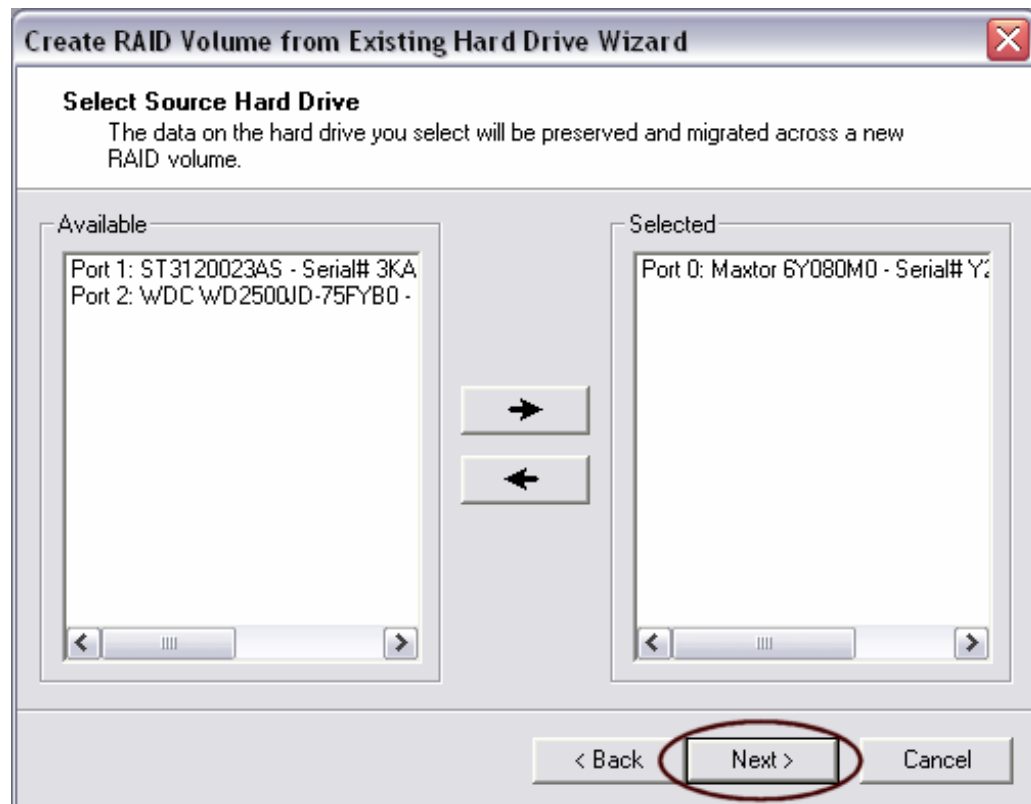 Create RAID Volume from Existing Hard Drive Wizard
Select Source Hard Drive
The data on the hard drive you select will be preserved and migrated across a new
RAID volume.
Available
Port 1: ST3120023AS - Serial# 3KA
Port 2: WDC WD2500JD-75FYB0 -
Selected
Port 0: Maxtor 6Y080M0 - Serial# Y2
< Back
Next >
Cancel